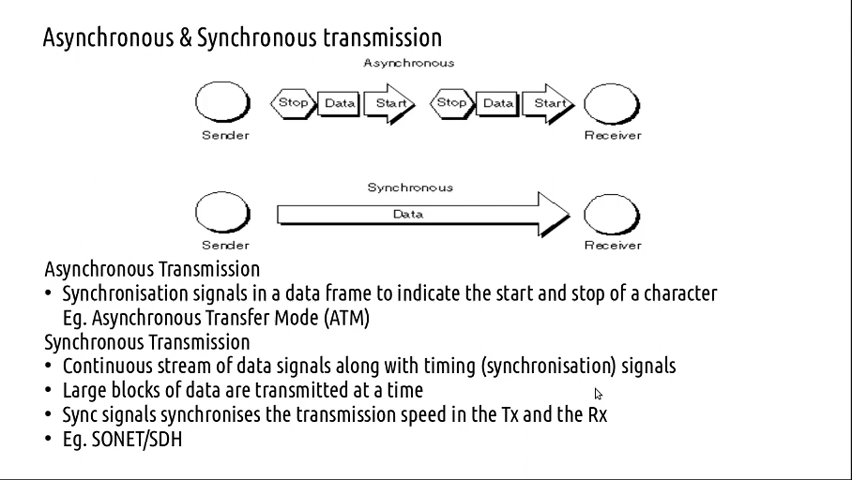 Asynchronous & Synchronous transmission
Asynchronous
Stop Data Start Stop Data Start
Sender Receiver
Synchronous
Data
Sender Receiver
Asynchronous Transmission
• Synchronisation signals in a data frame to indicate the start and stop of a character
Eg. Asynchronous Transfer Mode (ATM)
Synchronous Transmission
• Continuous stream of data signals along with timing (synchronisation) signals
• Large blocks of data are transmitted at a time
• Sync signals synchronises the transmission speed in the Tx and the Rx
• Eg. SONET/SDH